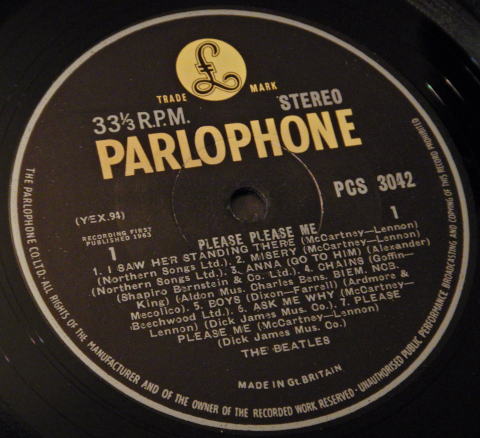 £
TRADE MARK
33⅓ R.P.M. STEREO
PARLOPHONE
PCS 3042
(YEX.94)
RECORDING FIRST
PUBLISHED 1963
1 1
PLEASE PLEASE ME
1. I SAW HER STANDING THERE (McCartney—Lennon)
(Northern Songs Ltd.) 2. MISERY (McCartney—Lennon)
(Northern Songs Ltd.) 3. ANNA (GO TO HIM) (Alexander)
(Shapiro Bernstein & Co. Ltd.) 4. CHAINS (Goffin—
King) (Aldon Mus. Charles Bens. BIEM. NCB
Mecolico). 5. BOYS (Dixon—Farrell) (Ardmore &
Beechwood Ltd.) 6. ASK ME WHY (McCartney—
Lennon) (Dick James Mus. Co.) 7. PLEASE
PLEASE ME (McCartney—Lennon)
(Dick James Mus. Co.)
THE BEATLES
MADE IN Gt. BRITAIN
THE PARLOPHONE CO. LTD.· ALL RIGHTS OF THE MANUFACTURER AND OF THE OWNER OF THE RECORDED WORK RESERVED · UNAUTHORISED PUBLIC PERFORMANCE BROADCASTING AND COPYING OF THIS RECORD PROHIBITED